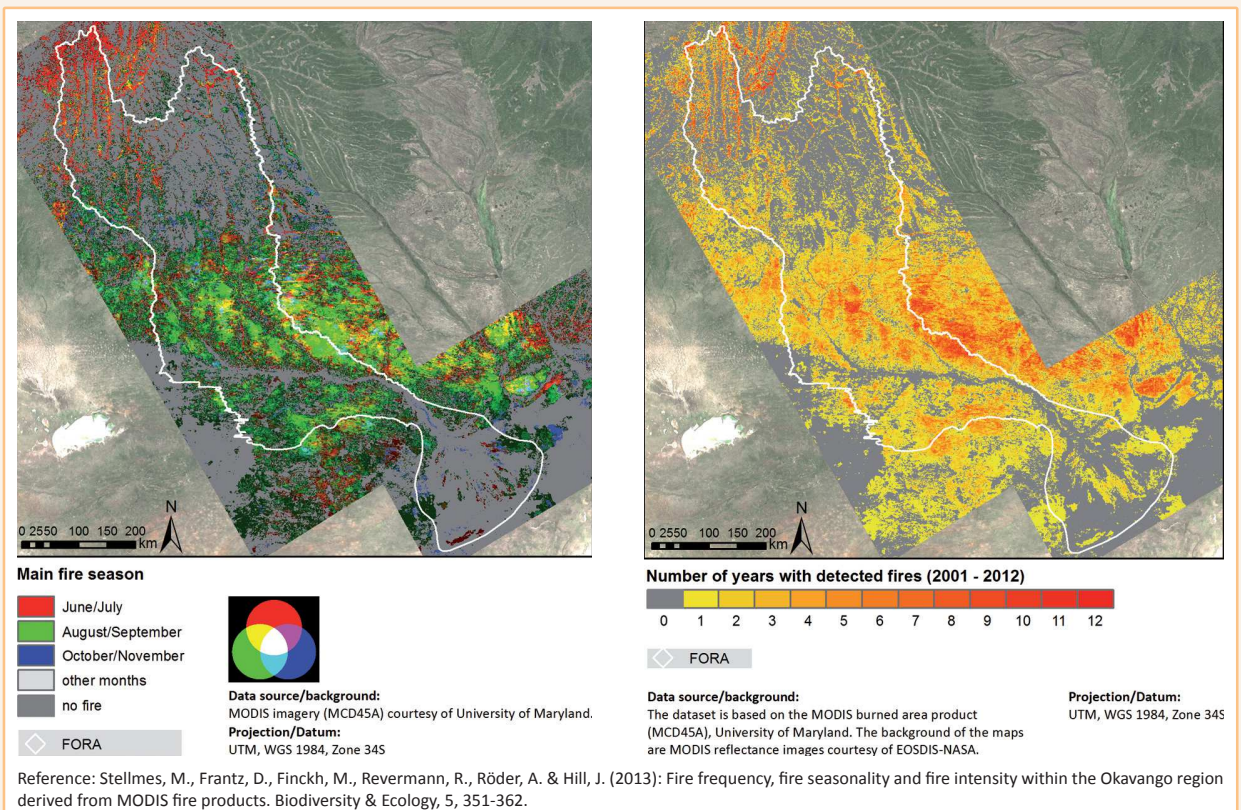 N
0 2550 100 150 200
km
Main fire season
June/July
August/September
October/November
other months
no fire
FORA
Data source/background:
MODIS imagery (MCD45A) courtesy of University of Maryland.
Projection/Datum:
UTM, WGS 1984, Zone 34S
N
0 2550 100 150 200
km
Number of years with detected fires (2001 - 2012)
0 1 2 3 4 5 6 7 8 9 10 11 12
FORA
Data source/background:
The dataset is based on the MODIS burned area product
(MCD45A), University of Maryland. The background of the maps
are MODIS reflectance images courtesy of EOSDIS-NASA.
Projection/Datum:
UTM, WGS 1984, Zone 34S
Reference: Stellmes, M., Frantz, D., Finckh, M., Revermann, R., Röder, A. & Hill, J. (2013): Fire frequency, fire seasonality and fire intensity within the Okavango region
derived from MODIS fire products. Biodiversity & Ecology, 5, 351-362.